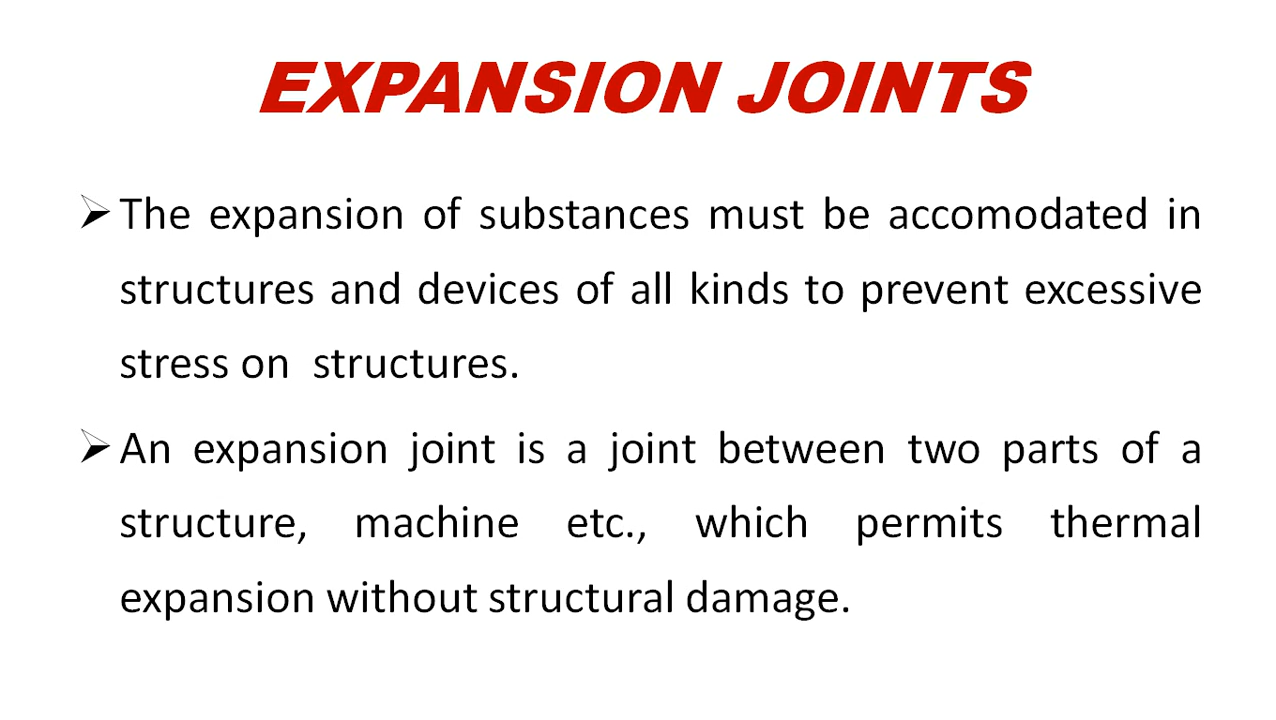 EXPANSION JOINTS
➢ The expansion of substances must be accomodated in
structures and devices of all kinds to prevent excessive
stress on  structures.
➢ An expansion joint is a joint between two parts of a
structure, machine etc., which permits thermal
expansion without structural damage.